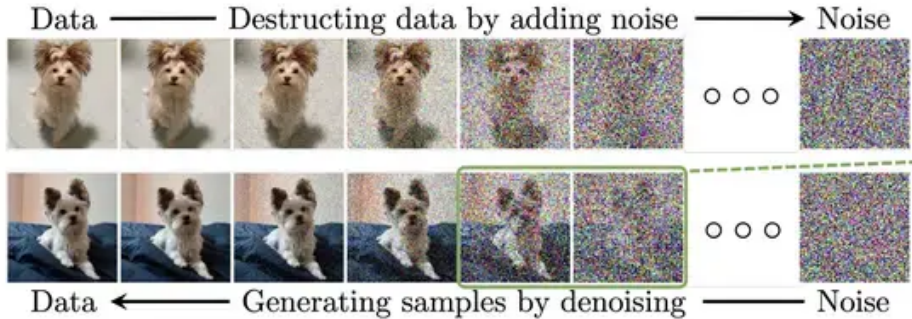 Data Destructing data by adding noise Noise
Data Generating samples by denoising Noise